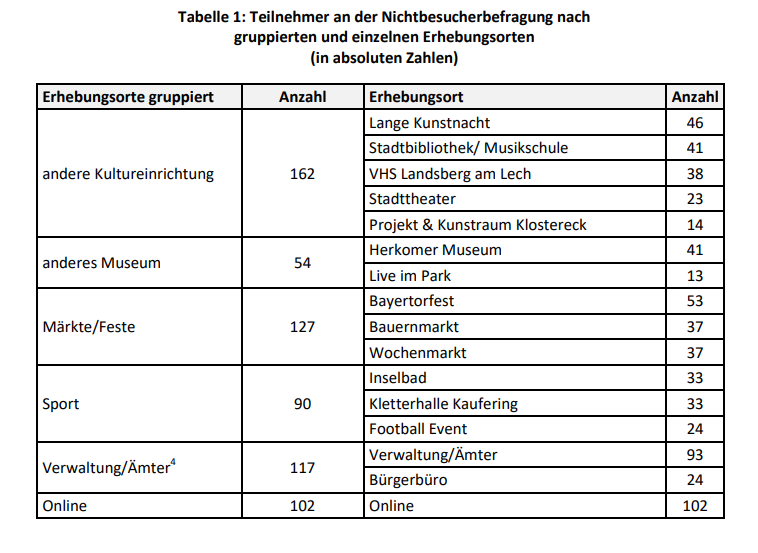 Tabelle 1: Teilnehmer an der Nichtbesucherbefragung nach
gruppierten und einzelnen Erhebungsorten
(in absoluten Zahlen)
Erhebungsorte gruppiert Anzahl Erhebungsort Anzahl
andere Kultureinrichtung 162 Lange Kunstnacht 46
Stadtbibliothek/ Musikschule 41
VHS Landsberg am Lech 38
Stadttheater 23
Projekt & Kunstraum Klostereck 14
anderes Museum 54 Herkomer Museum 41
Live im Park 13
Märkte/Feste 127 Bayertorfest 53
Bauernmarkt 37
Wochenmarkt 37
Sport 90 Inselbad 33
Kletterhalle Kaufering 33
Football Event 24
Verwaltung/Ämter4 117 Verwaltung/Ämter 93
Bürgerbüro 24
Online 102 Online 102